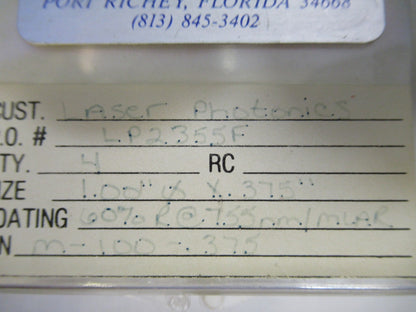 PORT RICHEY, FLORIDA 34668
(813) 845-3402
CUST. Laser Photonics
.O. # LP2355F
TY. 4 RC
IZE 1.00" ø x .375"
OATING 60% R @ 755nm/MLAR
N m-100-.375